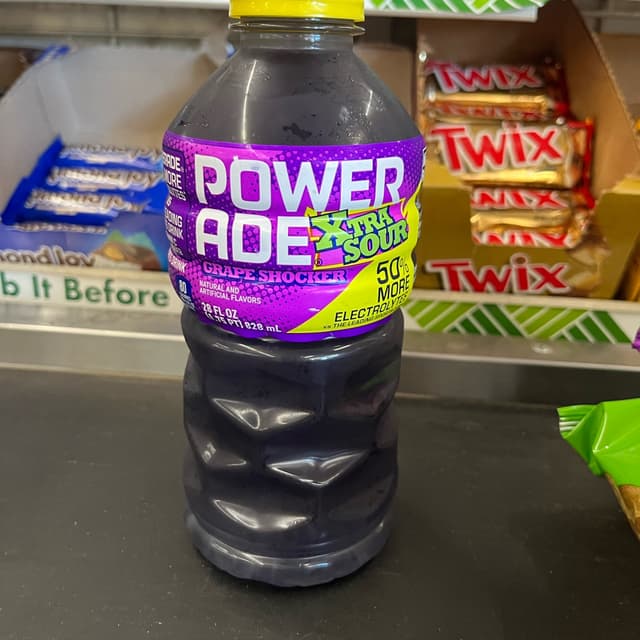 POWER
ADE
XTRA
SOUR
GRAPE SHOCKER
NATURAL AND
ARTIFICIAL FLAVORS
50%
MORE
ELECTROLYTES
28 FL OZ
828 mL
80
TWIX
TWIX
TWIX
TWIX
b It Before